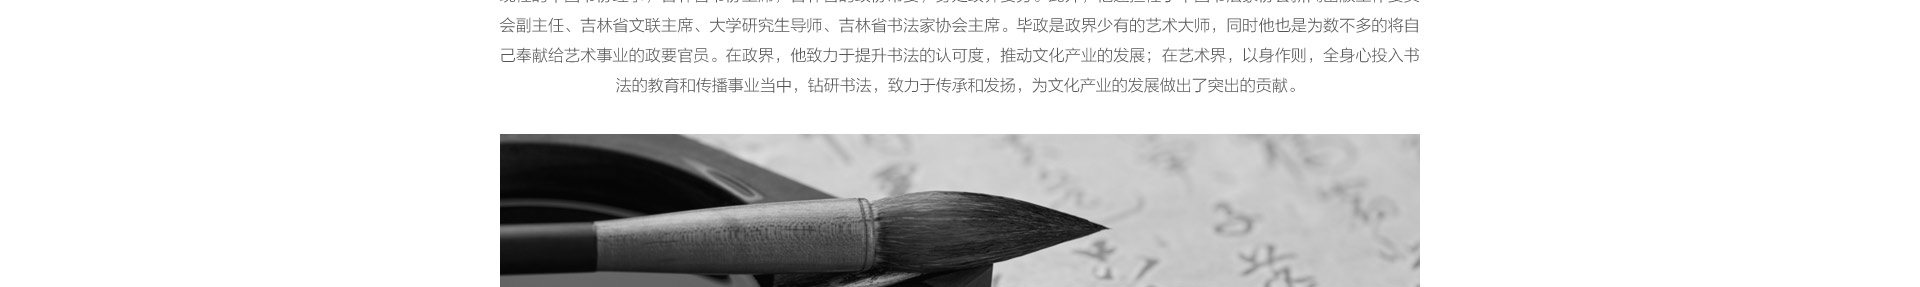 会副主任、吉林省文联主席、大学研究生导师、吉林省书法家协会主席。毕政是政界少有的艺术大师，同时他也是为数不多的将自
己奉献给艺术事业的政要官员。在政界，他致力于提升书法的认可度，推动文化产业的发展；在艺术界，以身作则，全身心投入书
法的教育和传播事业当中，钻研书法，致力于传承和发扬，为文化产业的发展做出了突出的贡献。